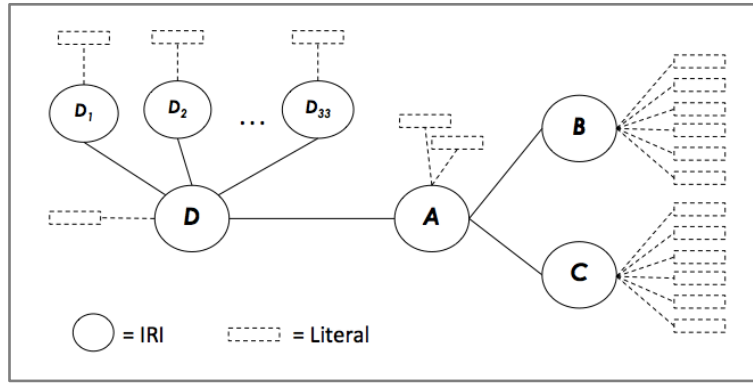 D1 D2 ... D33
B
D A
C
= IRI = Literal